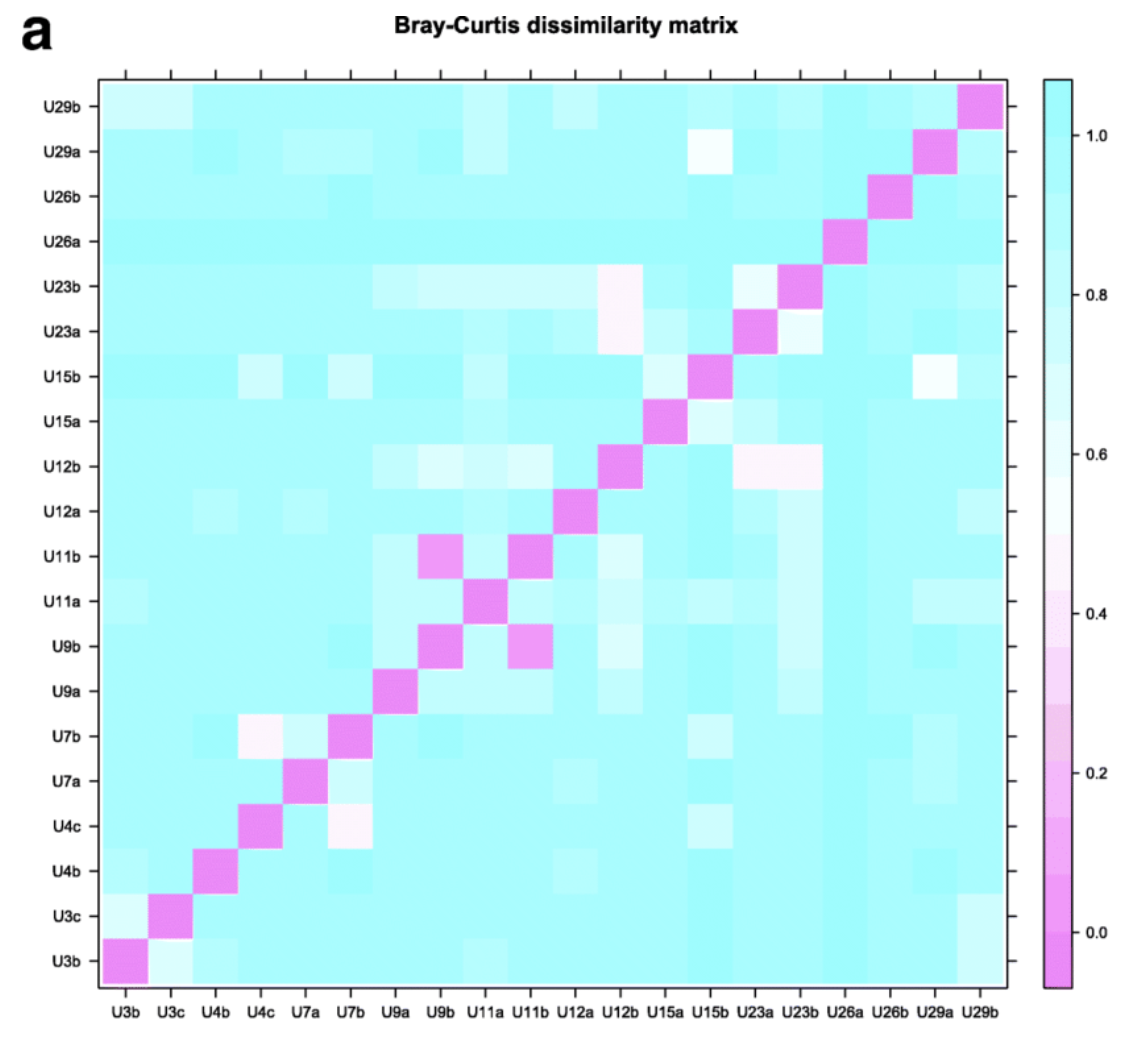 a
Bray-Curtis dissimilarity matrix
U29b
U29a
U26b
U26a
U23b
U23a
U15b
U15a
U12b
U12a
U11b
U11a
U9b
U9a
U7b
U7a
U4c
U4b
U3c
U3b
U3b U3c U4b U4c U7a U7b U9a U9b U11a U11b U12a U12b U15a U15b U23a U23b U26a U26b U29a U29b
1.0
0.8
0.6
0.4
0.2
0.0